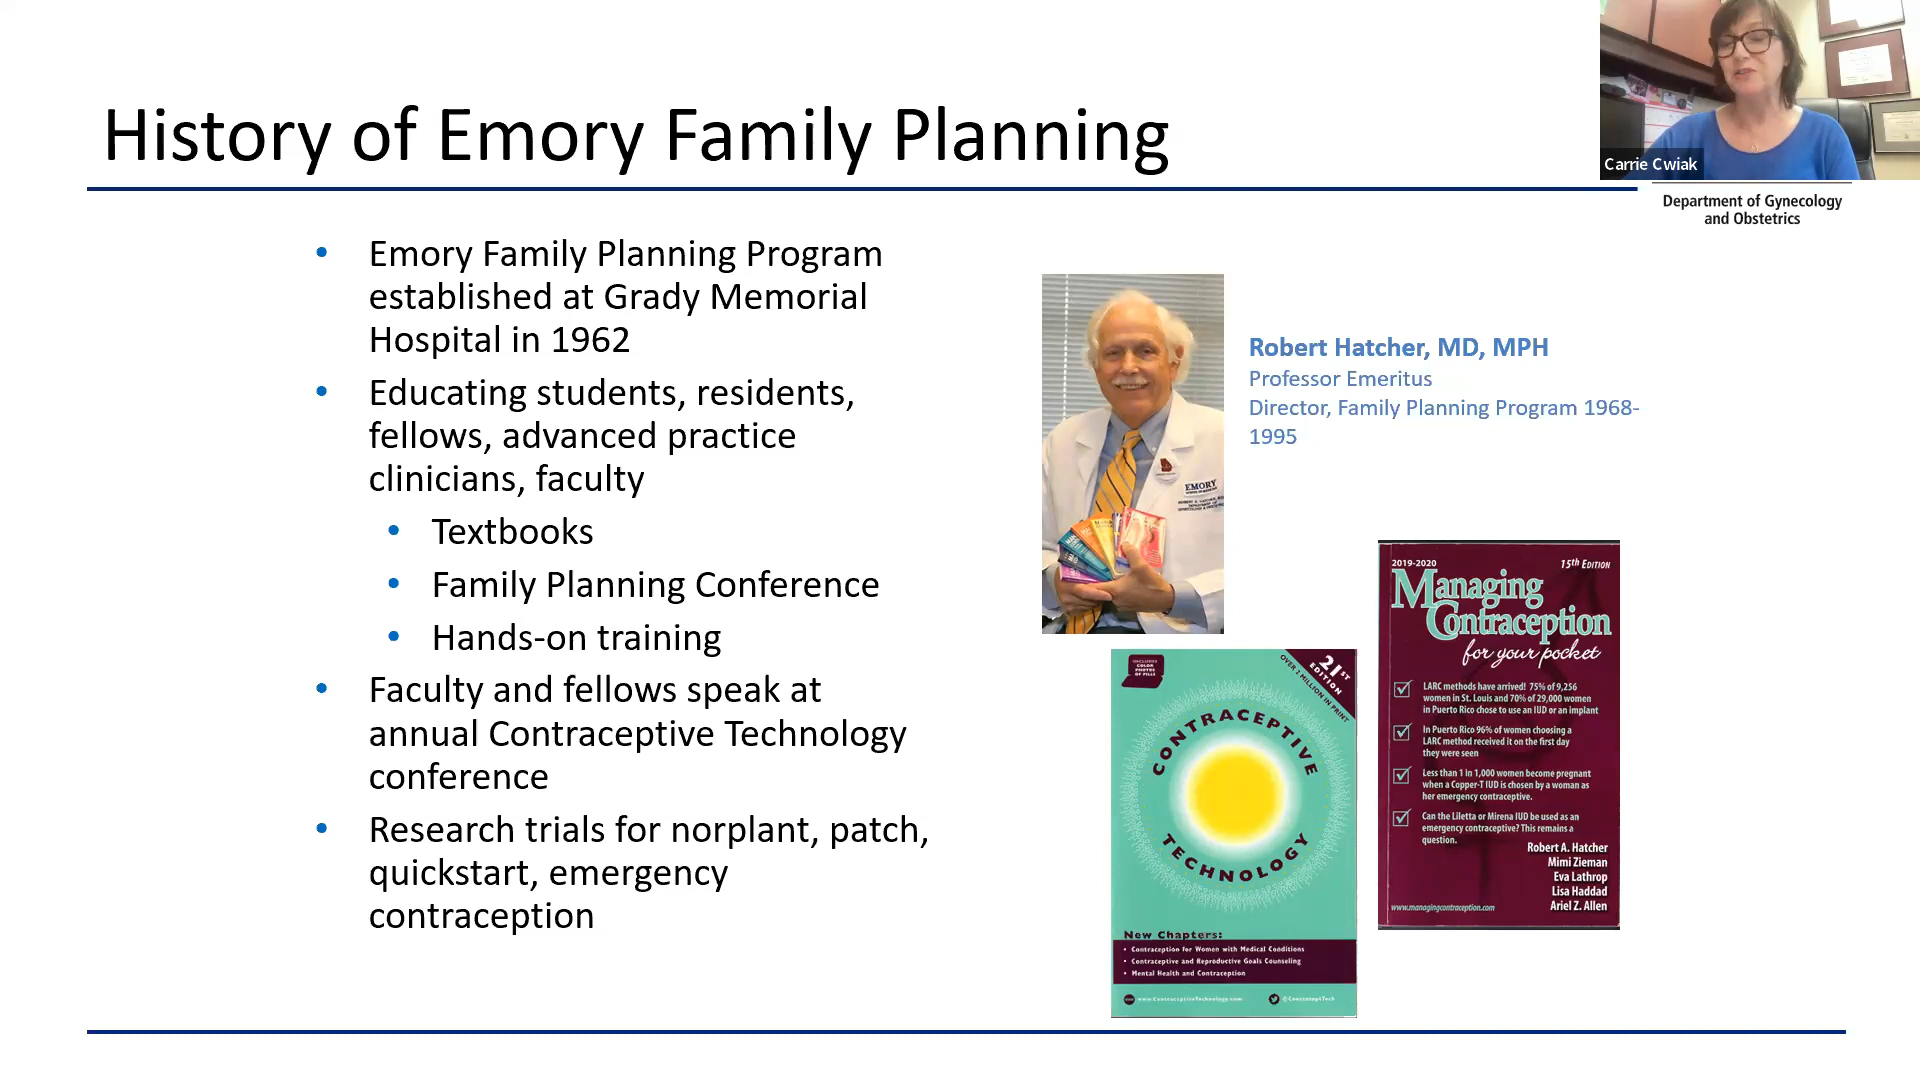 History of Emory Family Planning
Carrie Cwiak
Department of Gynecology
and Obstetrics
• Emory Family Planning Program
established at Grady Memorial
Hospital in 1962
• Educating students, residents,
fellows, advanced practice
clinicians, faculty
• Textbooks
• Family Planning Conference
• Hands-on training
• Faculty and fellows speak at
annual Contraceptive Technology
conference
• Research trials for norplant, patch,
quickstart, emergency
contraception
EMORY
Robert Hatcher, MD, MPH
Professor Emeritus
Director, Family Planning Program 1968-
1995
INCLUDES
COLOR
PHOTOS
OF PILLS
21ST
EDITION
OVER 2 MILLION IN PRINT
CONTRACEPTIVE
TECHNOLOGY
New Chapters:
• Contraception for Women with Medical Conditions
• Contraceptive and Reproductive Goals Counseling
• Mental Health and Contraception
www.ContraceptiveTechnology.com
2019-2020
15th EDITION
Managing
Contraception
for your pocket
LARC methods have arrived! 75% of 9,256
women in St. Louis and 70% of 29,000 women
in Puerto Rico chose to use an IUD or an implant
In Puerto Rico 96% of women choosing a
LARC method received it on the first day
they were seen
Less than 1 in 1,000 women become pregnant
when a Copper-T IUD is chosen by a woman as
her emergency contraceptive.
Can the Liletta or Mirena IUD be used as an
emergency contraceptive? This remains a
question.
Robert A. Hatcher
Mimi Zieman
Eva Lathrop
Lisa Haddad
Ariel Z. Allen
www.managingcontraception.com